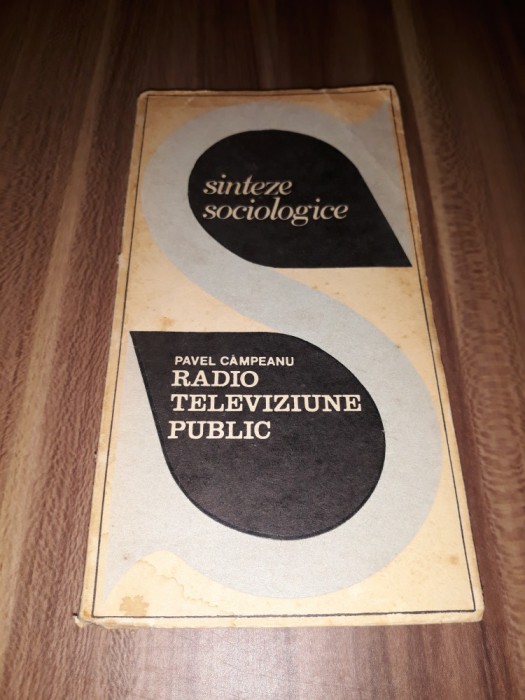 sinteze
sociologice
PAVEL CÂMPEANU
RADIO
TELEVIZIUNE
PUBLIC